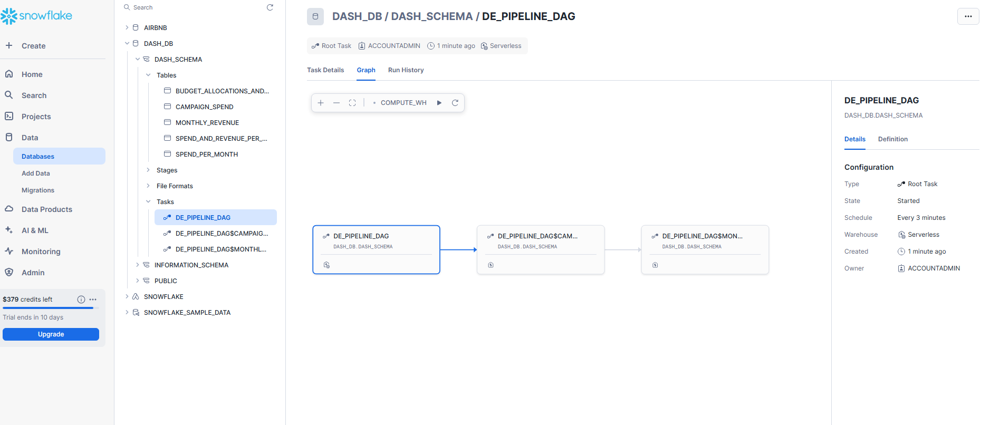 snowflake
Create
Home
Search
Projects
Data
Databases
Add Data
Migrations
Data Products
AI & ML
Monitoring
Admin
$379 credits left
Trial ends in 10 days
Upgrade
Search
AIRBNB
DASH_DB
DASH_SCHEMA
Tables
BUDGET_ALLOCATIONS_AND...
CAMPAIGN_SPEND
MONTHLY_REVENUE
SPEND_AND_REVENUE_PER_...
SPEND_PER_MONTH
Stages
File Formats
Tasks
DE_PIPELINE_DAG
DE_PIPELINE_DAG$CAMPAIG...
DE_PIPELINE_DAG$MONTHL...
INFORMATION_SCHEMA
PUBLIC
SNOWFLAKE
SNOWFLAKE_SAMPLE_DATA
DASH_DB / DASH_SCHEMA / DE_PIPELINE_DAG
Root Task ACCOUNTADMIN 1 minute ago Serverless
Task Details Graph Run History
COMPUTE_WH
DE_PIPELINE_DAG
DASH_DB.DASH_SCHEMA
DE_PIPELINE_DAG$CAM...
DASH_DB.DASH_SCHEMA
DE_PIPELINE_DAG$MON...
DASH_DB.DASH_SCHEMA
DE_PIPELINE_DAG
DASH_DB.DASH_SCHEMA
Details Definition
Configuration
Type Root Task
State Started
Schedule Every 3 minutes
Warehouse Serverless
Created 1 minute ago
Owner ACCOUNTADMIN